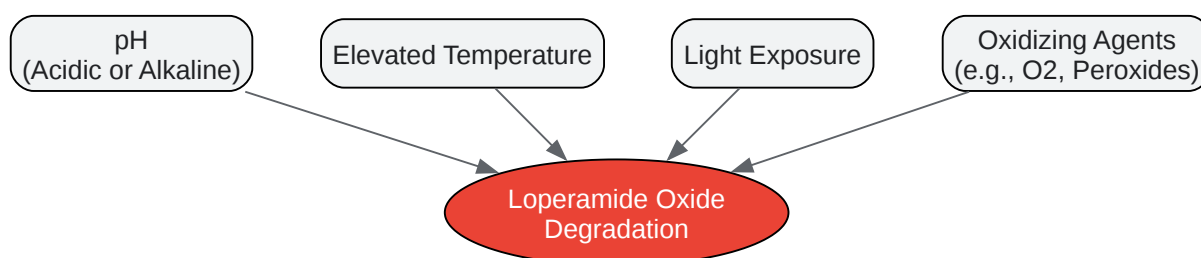 pH
(Acidic or Alkaline)
Elevated Temperature
Light Exposure
Oxidizing Agents
(e.g., O2, Peroxides)
Loperamide Oxide
Degradation